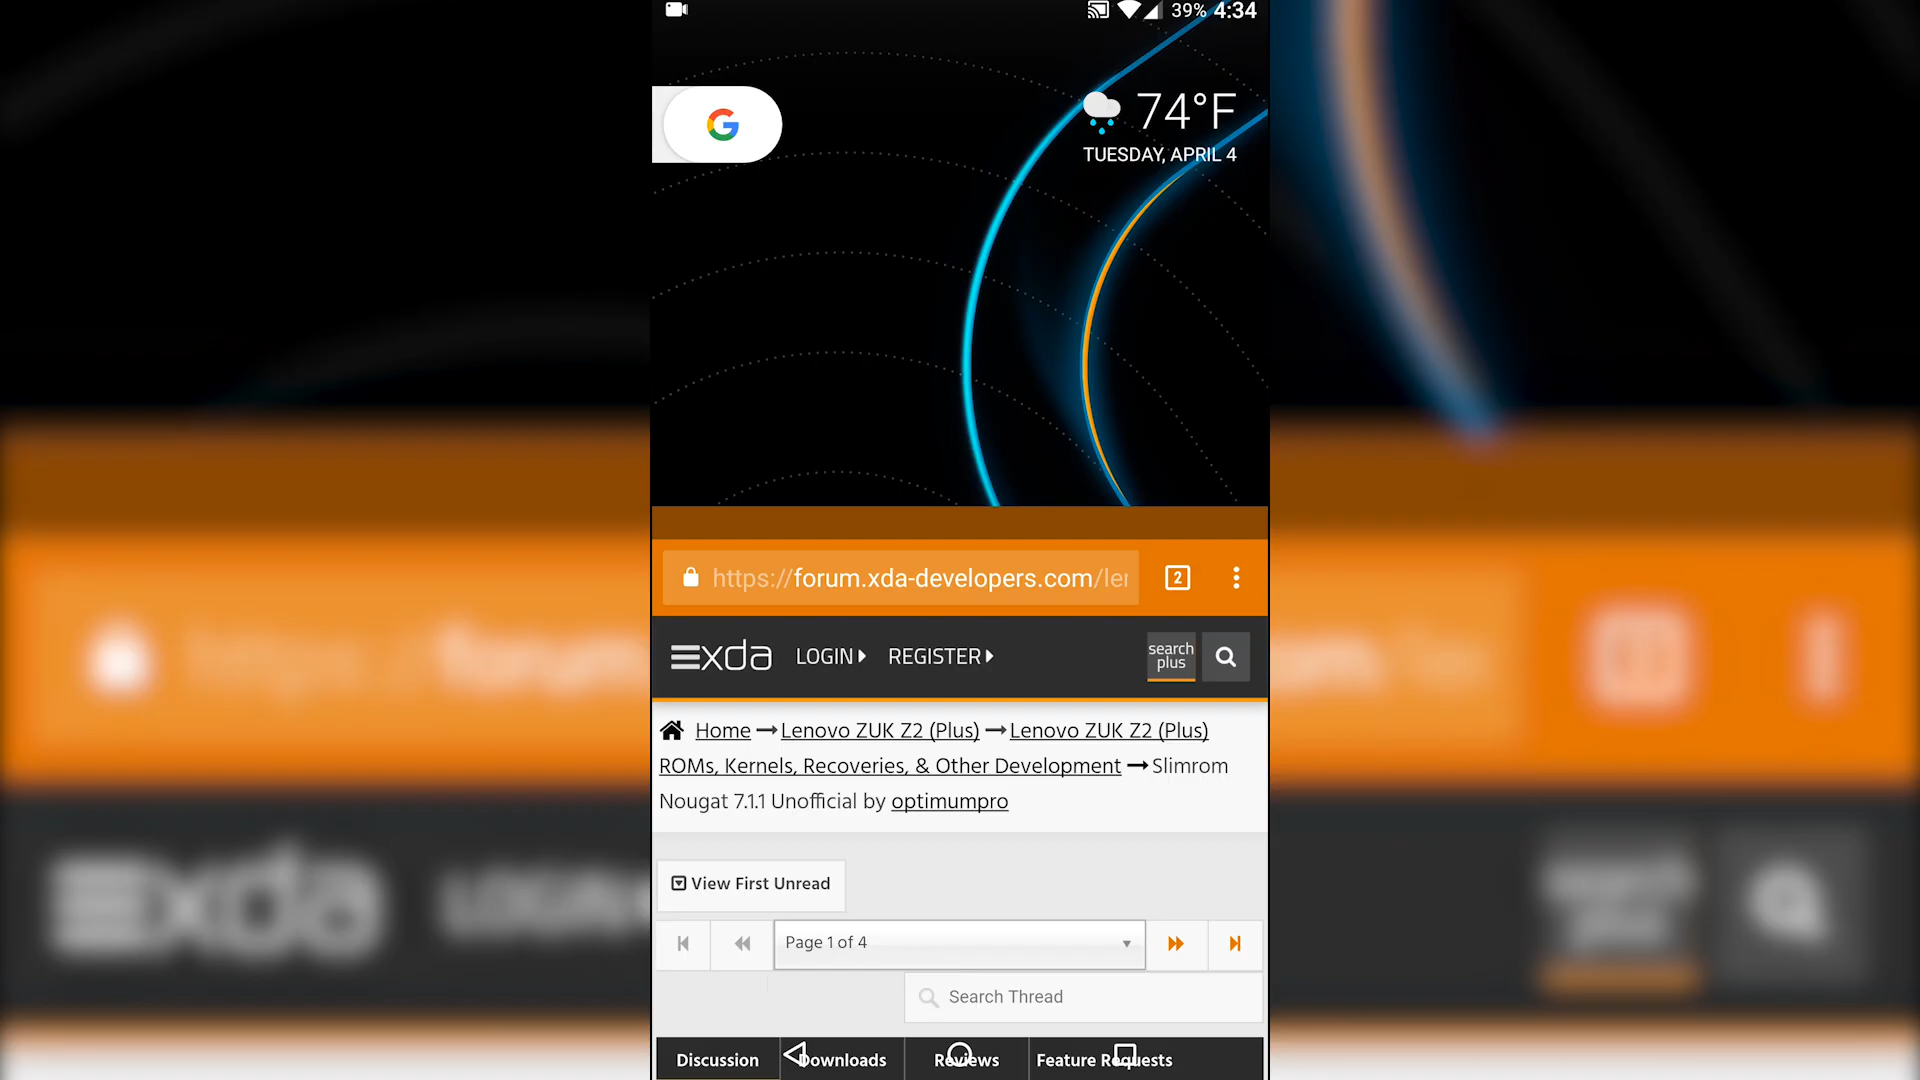 39% 4:34
G
74°F
TUESDAY, APRIL 4
https://forum.xda-developers.com/ler
2
xda LOGIN REGISTER
search
plus
Home Lenovo ZUK Z2 (Plus) Lenovo ZUK Z2 (Plus)
ROMs, Kernels, Recoveries, & Other Development Slimrom
Nougat 7.1.1 Unofficial by optimumpro
View First Unread
Page 1 of 4
Search Thread
Discussion Downloads Reviews Feature Requests